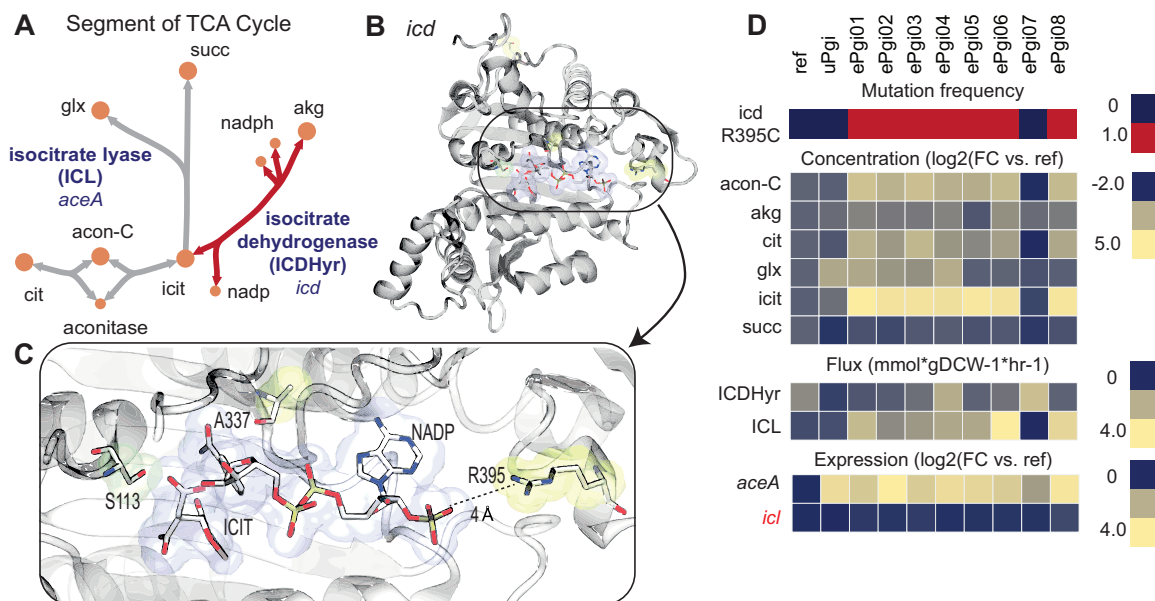 A
Segment of TCA Cycle
succ
glx
akg
nadph
isocitrate lyase
(ICL)
aceA
acon-C
isocitrate
dehydrogenase
(ICDHyr)
icd
cit
icit
nadp
aconitase
B
icd
C
A337
NADP
R395
S113
ICIT
4 Å
D
ref
uPgi
ePgi01
ePgi02
ePgi03
ePgi04
ePgi05
ePgi06
ePgi07
ePgi08
Mutation frequency
icd
R395C
0
1.0
Concentration (log2(FC vs. ref)
acon-C
akg
cit
glx
icit
succ
-2.0
5.0
Flux (mmol*gDCW-1*hr-1)
ICDHyr
ICL
0
4.0
Expression (log2(FC vs. ref)
aceA
icl
0
4.0